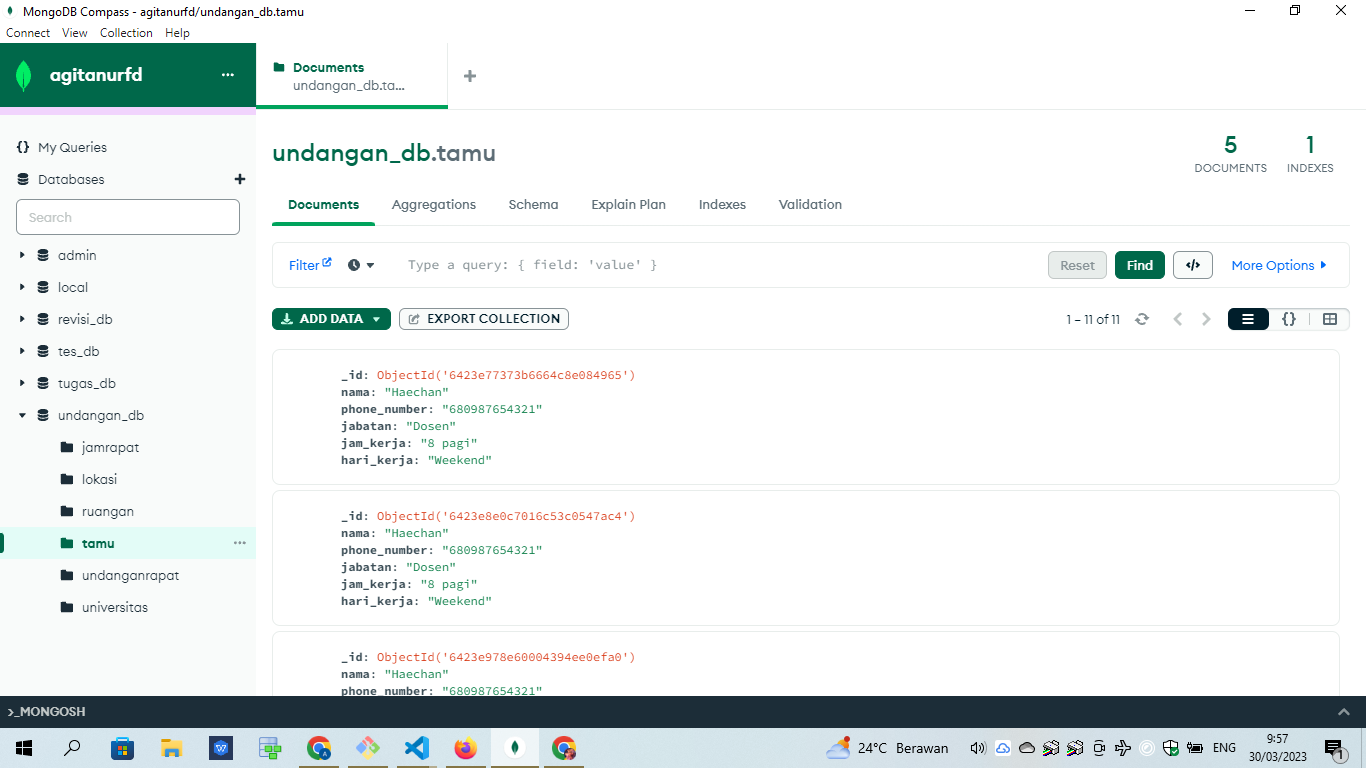 MongoDB Compass - agitanurfd/undangan_db.tamu
Connect View Collection Help
agitanurfd
Documents
undangan_db.ta...
My Queries
Databases
Search
admin
local
revisi_db
tes_db
tugas_db
undangan_db
jamrapat
lokasi
ruangan
tamu
undanganrapat
universitas
undangan_db.tamu
5
DOCUMENTS
1
INDEXES
Documents Aggregations Schema Explain Plan Indexes Validation
Filter Type a query: { field: 'value' } Reset Find </> More Options
ADD DATA EXPORT COLLECTION 1 – 11 of 11 {}
_id: ObjectId('6423e77373b6664c8e084965')
nama: "Haechan"
phone_number: "680987654321"
jabatan: "Dosen"
jam_kerja: "8 pagi"
hari_kerja: "Weekend"
_id: ObjectId('6423e8e0c7016c53c0547ac4')
nama: "Haechan"
phone_number: "680987654321"
jabatan: "Dosen"
jam_kerja: "8 pagi"
hari_kerja: "Weekend"
_id: ObjectId('6423e978e60004394ee0efa0')
nama: "Haechan"
phone_number: "680987654321"
>_MONGOSH
24°C Berawan ENG
9:57
30/03/2023
1